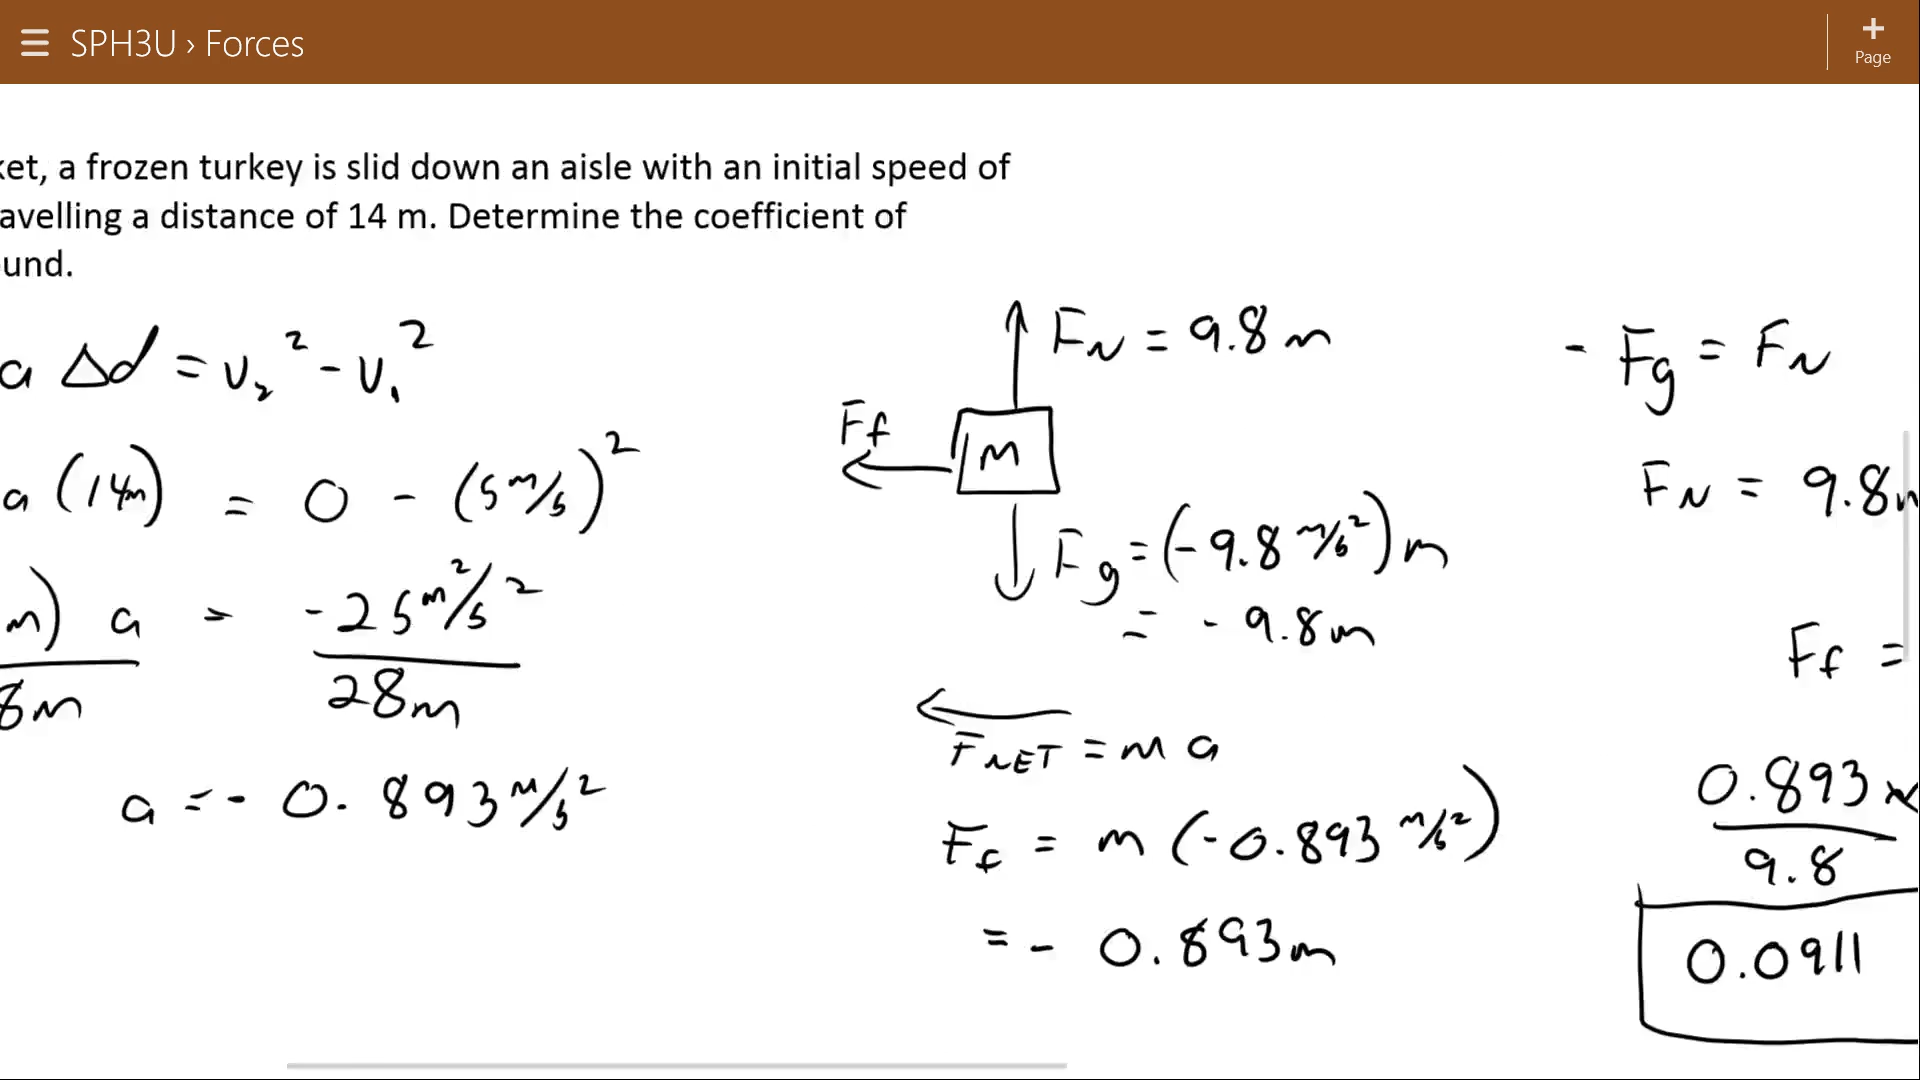 SPH3U › Forces
+
Page
ket, a frozen turkey is slid down an aisle with an initial speed of
avelling a distance of 14 m. Determine the coefficient of
und.
a Δd = v₂² - v₁²
a (14m) = 0 - (5 m/s)²
m) a = -25 m²/s²
8m 28m
a = - 0.893 m/s²
F_N = 9.8 m
F_f
m
F_g = (-9.8 m/s²) m
= - 9.8 m
F_NET = m a
F_f = m (-0.893 m/s²)
= - 0.893 m
- F_g = F_N
F_N = 9.8 m
F_f =
0.893
9.8
0.0911